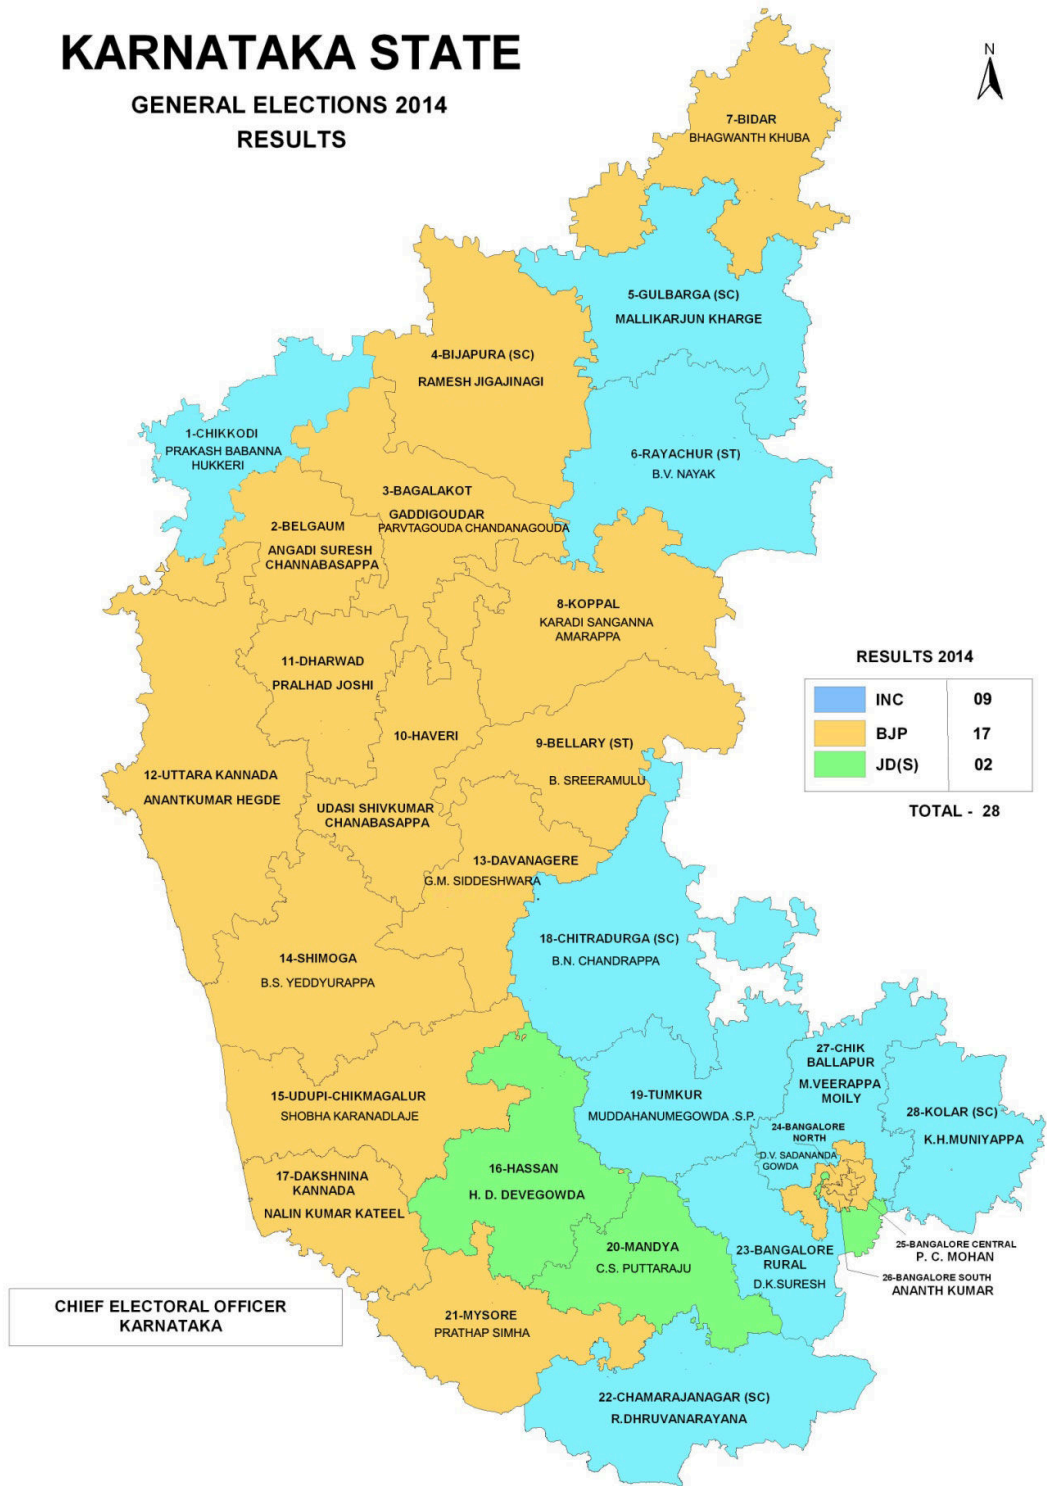 KARNATAKA STATE
GENERAL ELECTIONS 2014
RESULTS
N
7-BIDAR
BHAGWANTH KHUBA
5-GULBARGA (SC)
MALLIKARJUN KHARGE
4-BIJAPURA (SC)
RAMESH JIGAJINAGI
1-CHIKKODI
PRAKASH BABANNA
HUKKERI
6-RAYACHUR (ST)
B.V. NAYAK
3-BAGALAKOT
GADDIGOUDAR
PARVTAGOUDA CHANDANAGOUDA
2-BELGAUM
ANGADI SURESH
CHANNABASAPPA
8-KOPPAL
KARADI SANGANNA
AMARAPPA
11-DHARWAD
PRALHAD JOSHI
RESULTS 2014
INC 09
BJP 17
JD(S) 02
TOTAL - 28
10-HAVERI
UDASI SHIVKUMAR
CHANABASAPPA
9-BELLARY (ST)
B. SREERAMULU
12-UTTARA KANNADA
ANANTKUMAR HEGDE
13-DAVANAGERE
G.M. SIDDESHWARA
14-SHIMOGA
B.S. YEDDYURAPPA
18-CHITRADURGA (SC)
B.N. CHANDRAPPA
27-CHIK
BALLAPUR
M.VEERAPPA
MOILY
15-UDUPI-CHIKMAGALUR
SHOBHA KARANADLAJE
19-TUMKUR
MUDDAHANUMEGOWDA .S.P.
28-KOLAR (SC)
K.H.MUNIYAPPA
24-BANGALORE
NORTH
D.V. SADANANDA
GOWDA
16-HASSAN
H. D. DEVEGOWDA
17-DAKSHNINA
KANNADA
NALIN KUMAR KATEEL
20-MANDYA
C.S. PUTTARAJU
23-BANGALORE
RURAL
D.K.SURESH
25-BANGALORE CENTRAL
P. C. MOHAN
26-BANGALORE SOUTH
ANANTH KUMAR
21-MYSORE
PRATHAP SIMHA
CHIEF ELECTORAL OFFICER
KARNATAKA
22-CHAMARAJANAGAR (SC)
R.DHRUVANARAYANA